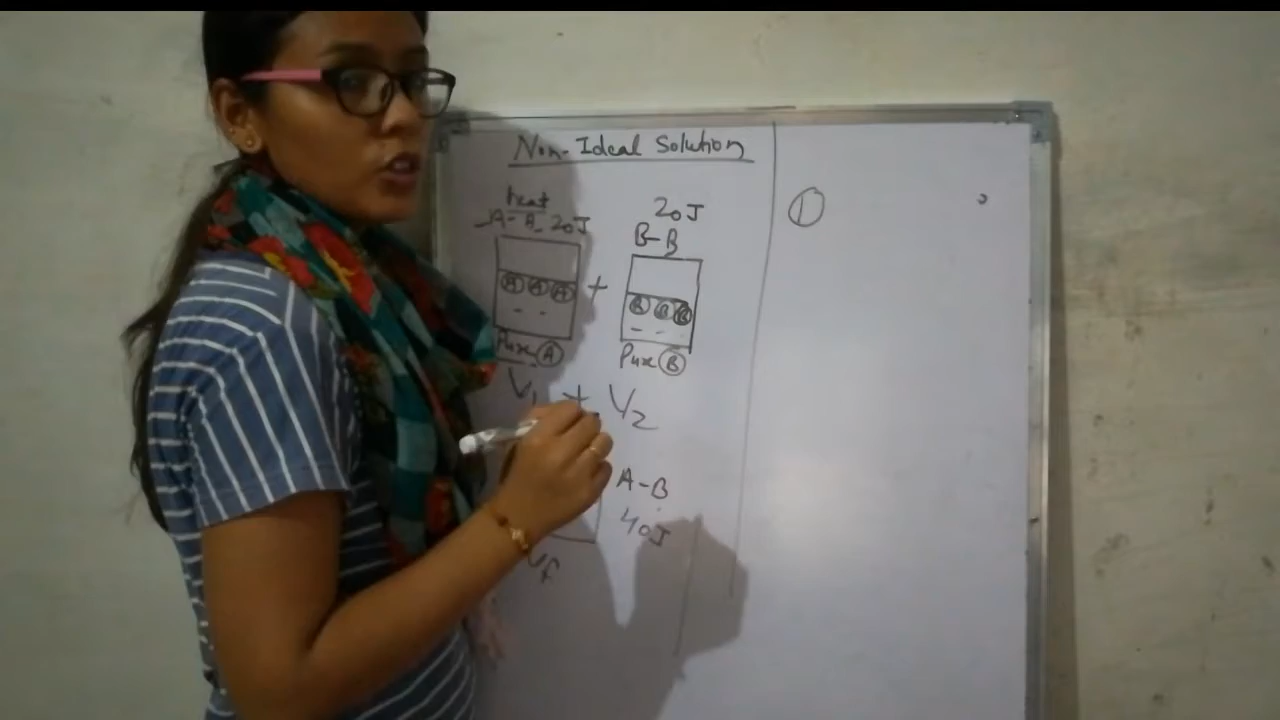 Non-Ideal Solution
heat
A-A 20J
20J
B-B
A A A + B B B
Pure A
Pure B
V1 + V2
A-B
40J
Vf
1